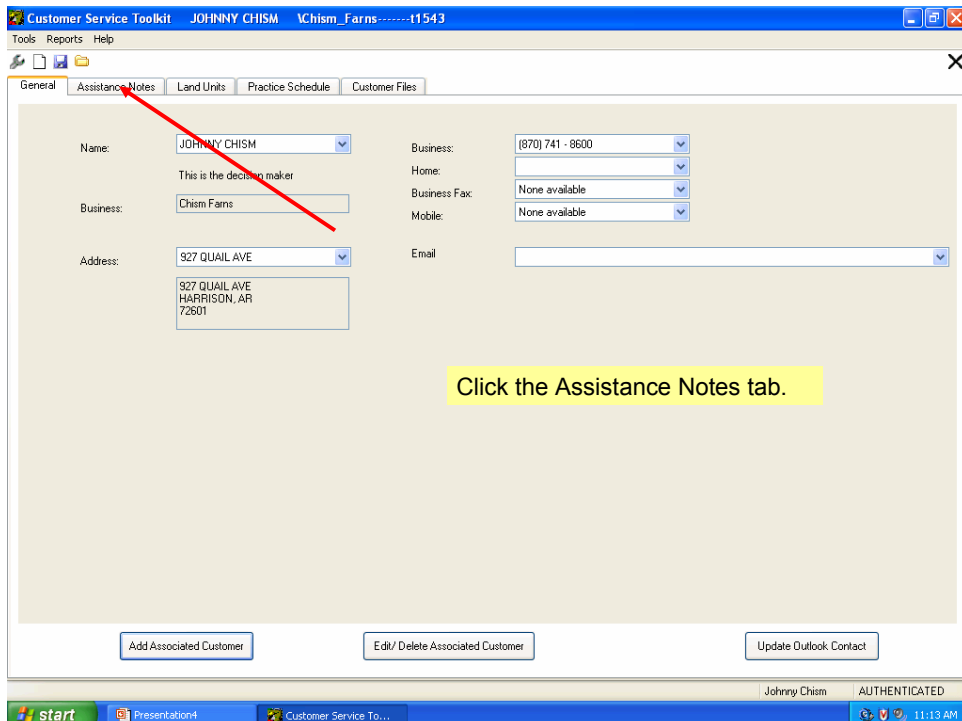 Customer Service Toolkit JOHNNY CHISM \Chism_Farns-------t1543
Tools Reports Help
General Assistance Notes Land Units Practice Schedule Customer Files
Name: JOHNNY CHISM Business: (870) 741 - 8600
This is the decision maker Home:
Business: Chism Farns Business Fax: None available
Mobile: None available
Address: 927 QUAIL AVE Email
927 QUAIL AVE
HARRISON, AR
72601
Click the Assistance Notes tab.
Add Associated Customer Edit/ Delete Associated Customer Update Outlook Contact
Johnny Chism AUTHENTICATED
start Presentation4 Customer Service To... 11:13 AM